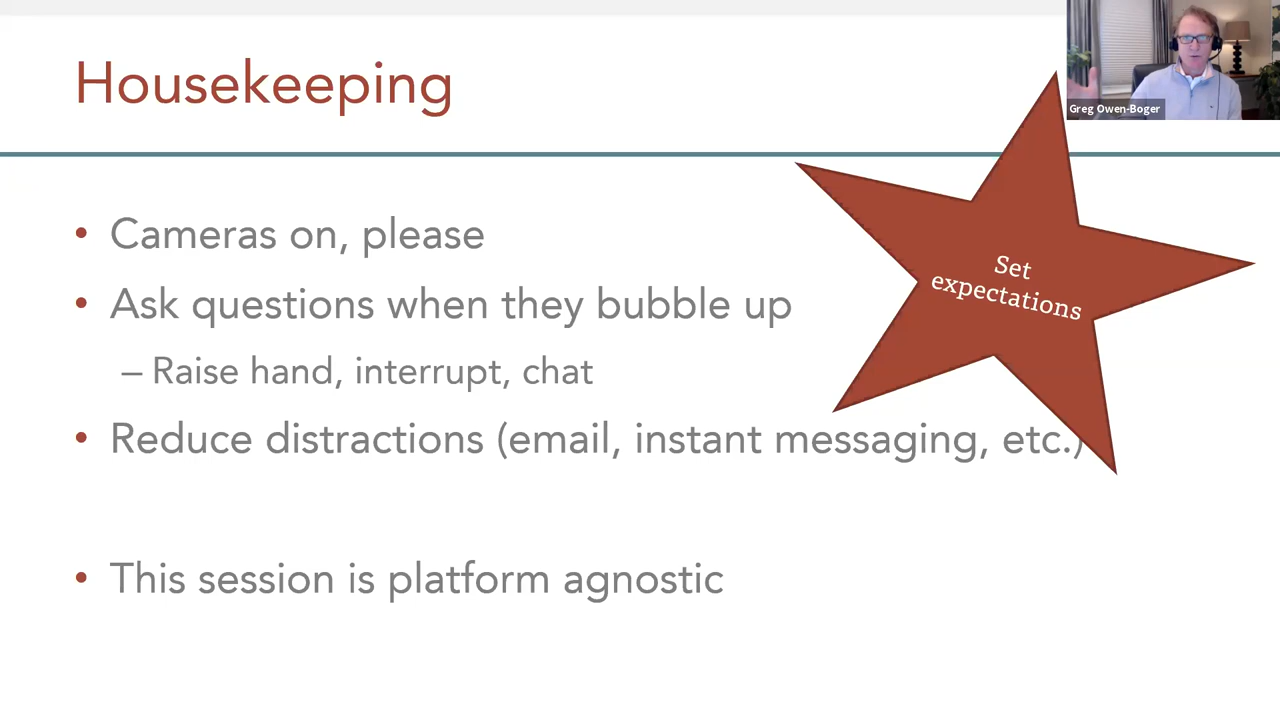 Housekeeping
Greg Owen-Boger
• Cameras on, please
• Ask questions when they bubble up
– Raise hand, interrupt, chat
• Reduce distractions (email, instant messaging, etc.)
• This session is platform agnostic
Set
expectations